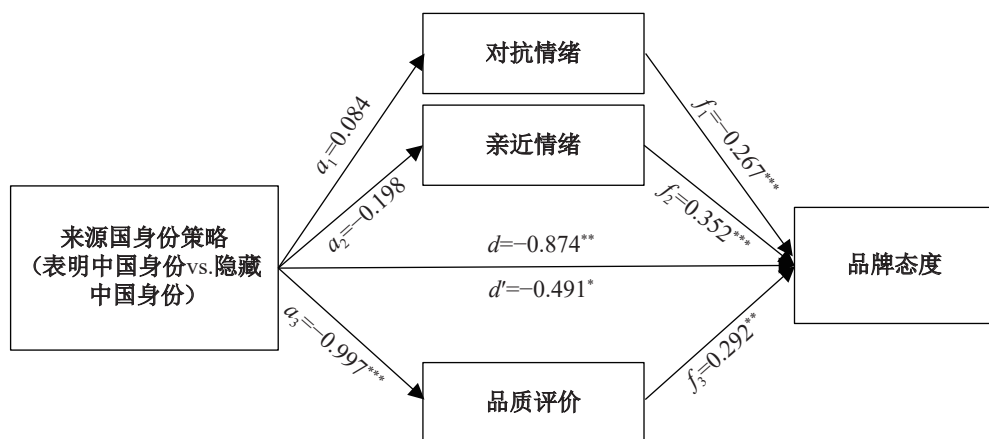 对抗情绪
a₁=0.084
f₁=−0.267***
亲近情绪
a₂=−0.198
f₂=0.352***
来源国身份策略
（表明中国身份vs.隐藏
中国身份）
d=−0.874**
d′=−0.491*
品牌态度
a₃=−0.997***
f₃=0.292**
品质评价